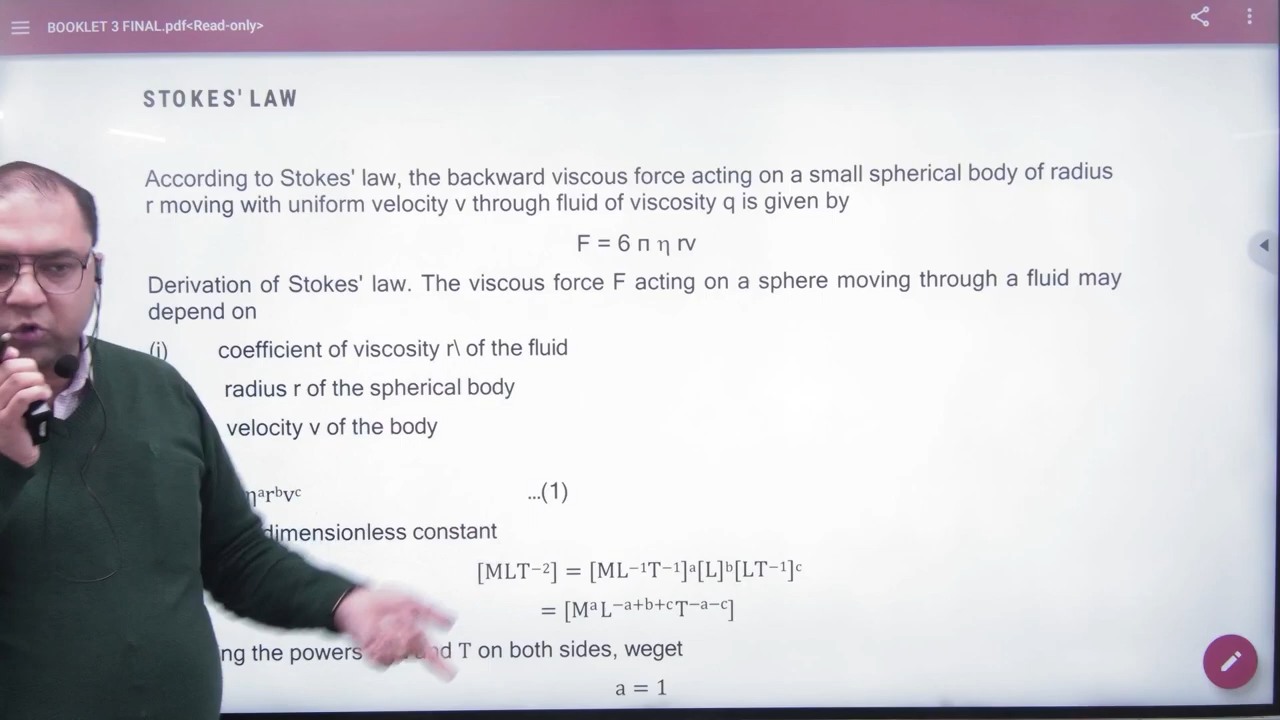 BOOKLET 3 FINAL.pdf<Read-only>
STOKES' LAW
According to Stokes' law, the backward viscous force acting on a small spherical body of radius
r moving with uniform velocity v through fluid of viscosity q is given by
F = 6 π η rv
Derivation of Stokes' law. The viscous force F acting on a sphere moving through a fluid may
depend on
(i) coefficient of viscosity r\ of the fluid
radius r of the spherical body
velocity v of the body
ηᵃrᵇvᶜ ...(1)
dimensionless constant
[MLT⁻²] = [ML⁻¹T⁻¹]ᵃ[L]ᵇ[LT⁻¹]ᶜ
= [MᵃL⁻ᵃ⁺ᵇ⁺ᶜT⁻ᵃ⁻ᶜ]
the powers T on both sides, weget
a = 1